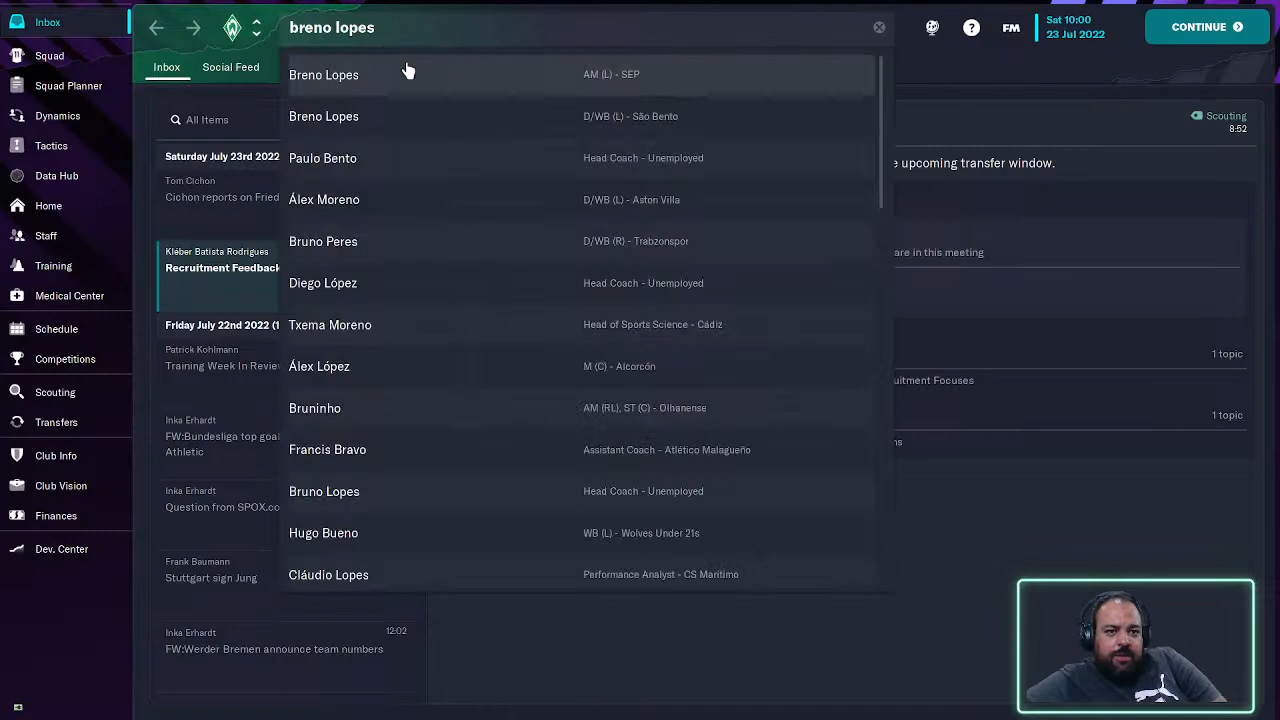 Inbox
Squad
Squad Planner
Dynamics
Tactics
Data Hub
Home
Staff
Training
Medical Center
Schedule
Competitions
Scouting
Transfers
Club Info
Club Vision
Finances
Dev. Center
breno lopes
FM
Sat 10:00
23 Jul 2022
CONTINUE
Inbox
Social Feed
All Items
Saturday July 23rd 2022
Tom Cichon
Cichon reports on Fried
Kléber Batista Rodrigues
Recruitment Feedback
Friday July 22nd 2022 (1
Patrick Kohlmann
Training Week In Revie
Inka Erhardt
FW:Bundesliga top goal
Athletic
Inka Erhardt
Question from SPOX.co
Frank Baumann
Stuttgart sign Jung
Inka Erhardt
12:02
FW:Werder Bremen announce team numbers
Breno Lopes AM (L) - SEP
Breno Lopes D/WB (L) - São Bento
Paulo Bento Head Coach - Unemployed
Álex Moreno D/WB (L) - Aston Villa
Bruno Peres D/WB (R) - Trabzonspor
Diego López Head Coach - Unemployed
Txema Moreno Head of Sports Science - Cádiz
Álex López M (C) - Alcorcón
Bruninho AM (RL), ST (C) - Olhanense
Francis Bravo Assistant Coach - Atlético Malagueño
Bruno Lopes Head Coach - Unemployed
Hugo Bueno WB (L) - Wolves Under 21s
Cláudio Lopes Performance Analyst - CS Marítimo
Scouting
8:52
e upcoming transfer window.
are in this meeting
1 topic
uitment Focuses
1 topic
ns